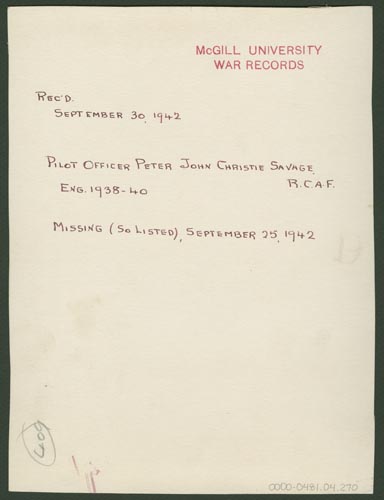 McGILL UNIVERSITY
WAR RECORDS
REC'D.
SEPTEMBER 30, 1942
PILOT OFFICER PETER JOHN CHRISTIE SAVAGE,
R.C.A.F.
ENG. 1938-40
MISSING (SO LISTED), SEPTEMBER 25, 1942
409
0000-0481.04.270